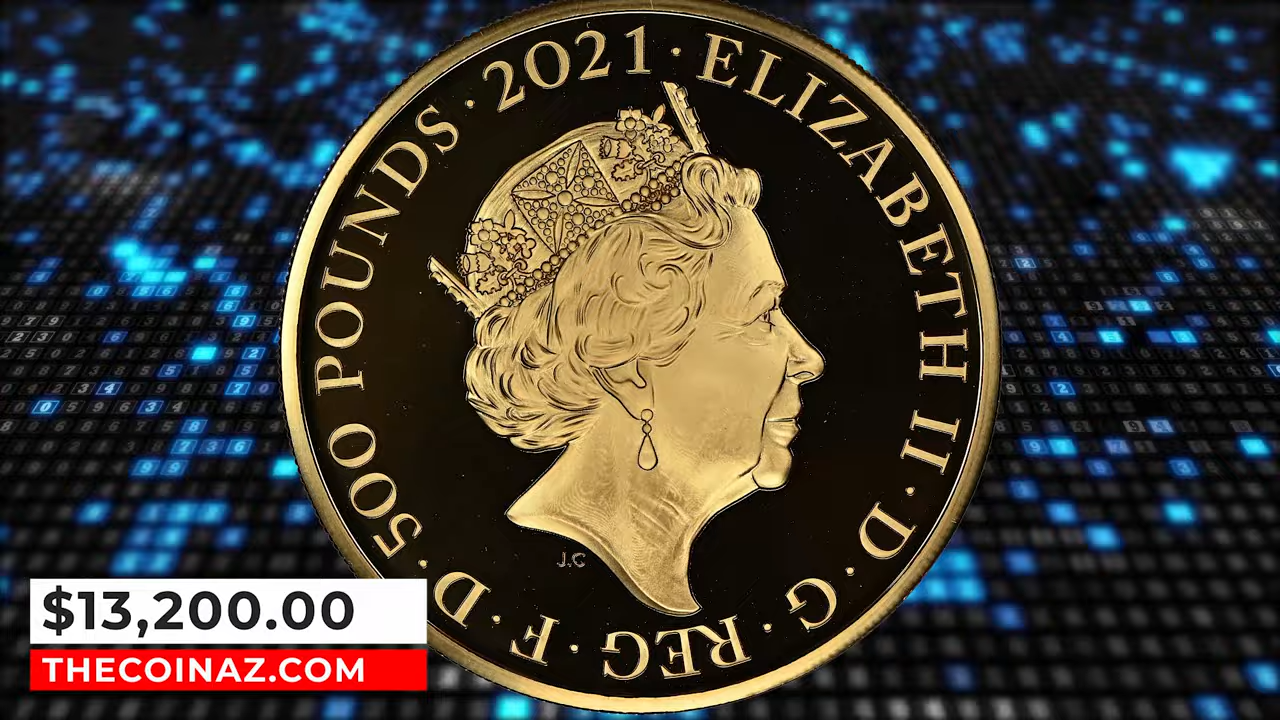 ELIZABETH II · D · G · REG · F · D · 500 POUNDS · 2021 ·
J.C
$13,200.00
THECOINAZ.COM